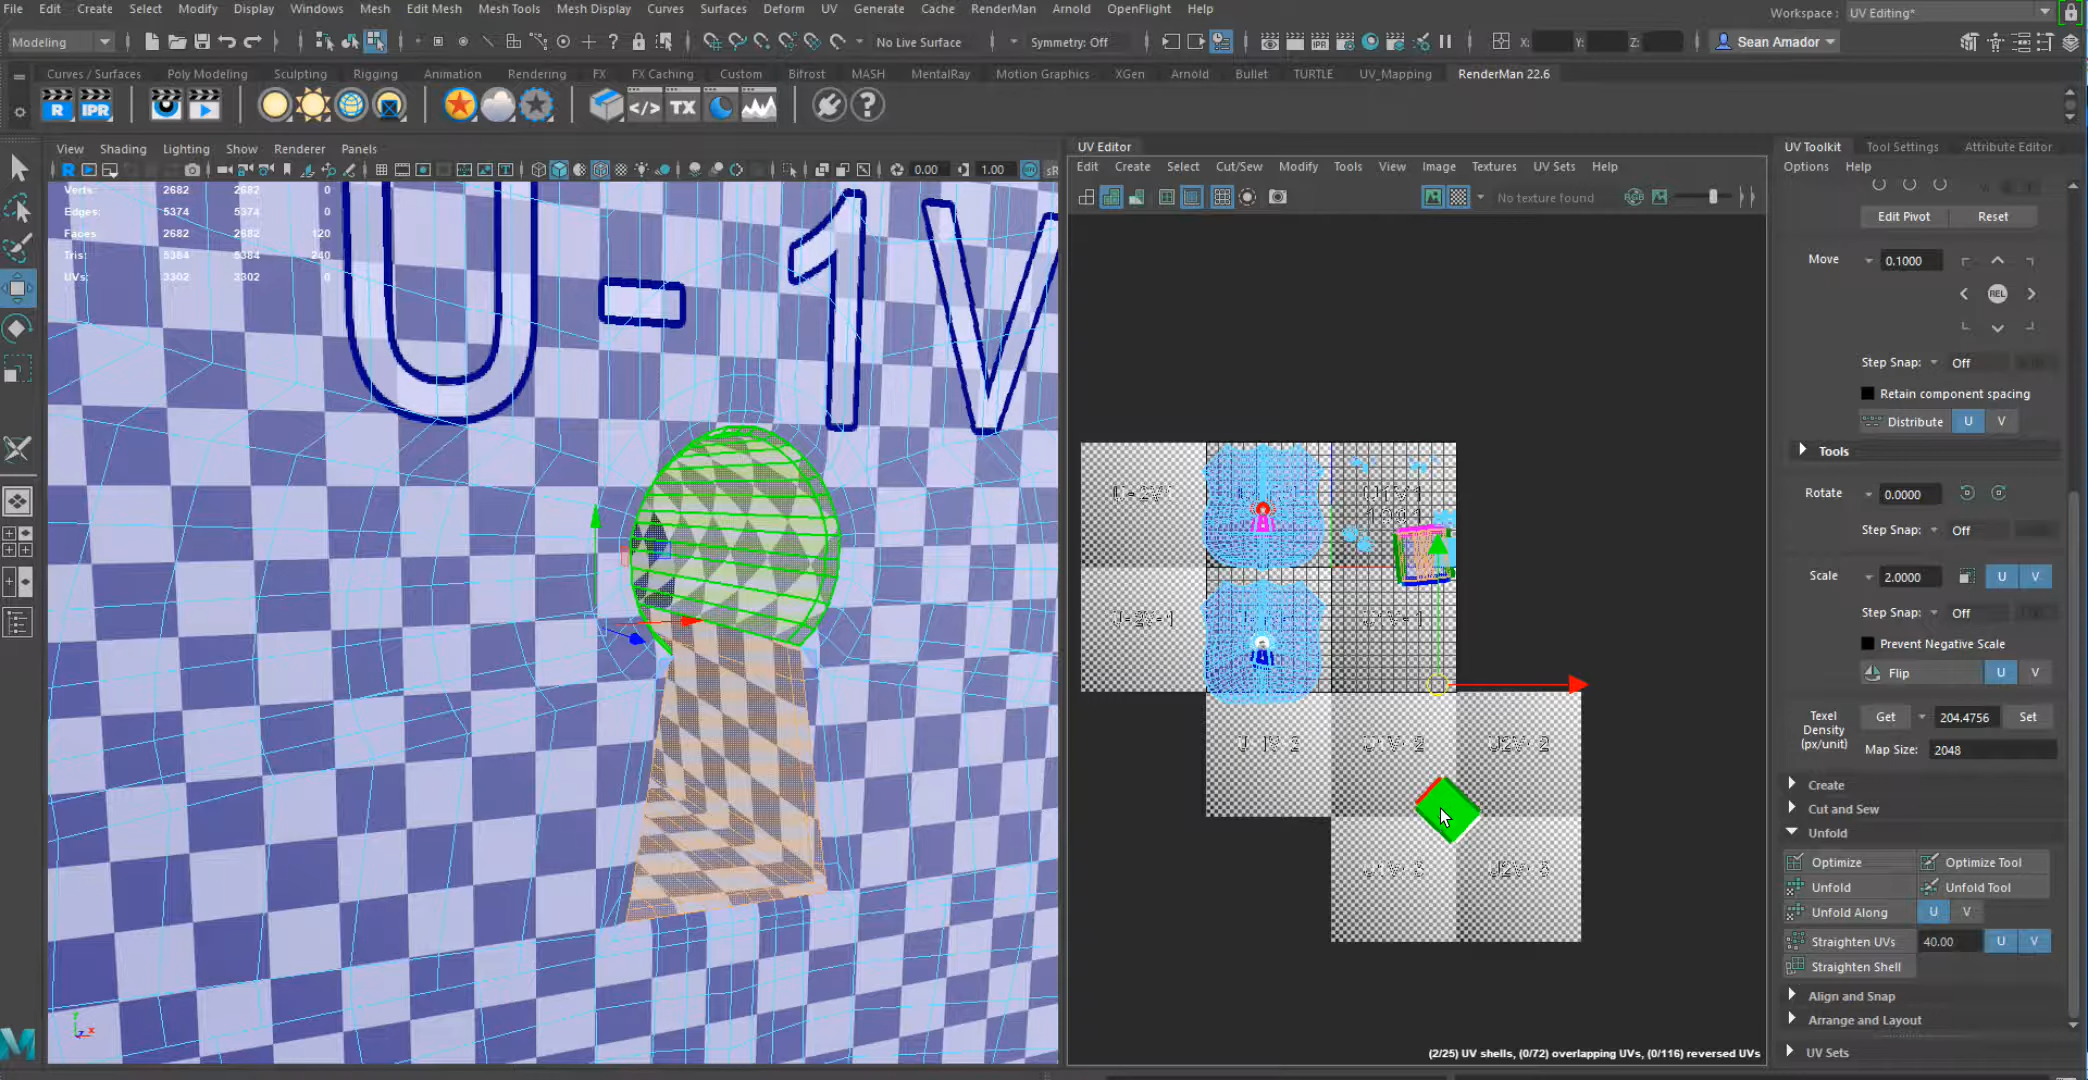 File Edit Create Select Modify Display Windows Mesh Edit Mesh Mesh Tools Mesh Display Curves Surfaces Deform UV Generate Cache RenderMan Arnold OpenFlight Help
Workspace : UV Editing*
Modeling
No Live Surface
Symmetry: Off
X:
Y:
Z:
Sean Amador
Curves / Surfaces Poly Modeling Sculpting Rigging Animation Rendering FX FX Caching Custom Bifrost MASH MentalRay Motion Graphics XGen Arnold Bullet TURTLE UV_Mapping RenderMan 22.6
R IPR </> TX ?
View Shading Lighting Show Renderer Panels
0.00 1.00
Verts: 2682 2682 0
Edges: 5374 5374 0
Faces: 2682 2682 120
Tris: 5384 5384 240
UVs: 3302 3302 0
U-1V
UV Editor
Edit Create Select Cut/Sew Modify Tools View Image Textures UV Sets Help
No texture found
(2/25) UV shells, (0/72) overlapping UVs, (0/116) reversed UVs
UV Toolkit Tool Settings Attribute Editor
Options Help
Edit Pivot Reset
Move 0.1000
REL
Step Snap: Off
Retain component spacing
Distribute U V
Tools
Rotate 0.0000
Step Snap: Off
Scale 2.0000 U V
Step Snap: Off
Prevent Negative Scale
Flip U V
Texel Density (px/unit) Get 204.4756 Set
Map Size: 2048
Create
Cut and Sew
Unfold
Optimize Optimize Tool
Unfold Unfold Tool
Unfold Along U V
Straighten UVs 40.00 U V
Straighten Shell
Align and Snap
Arrange and Layout
UV Sets